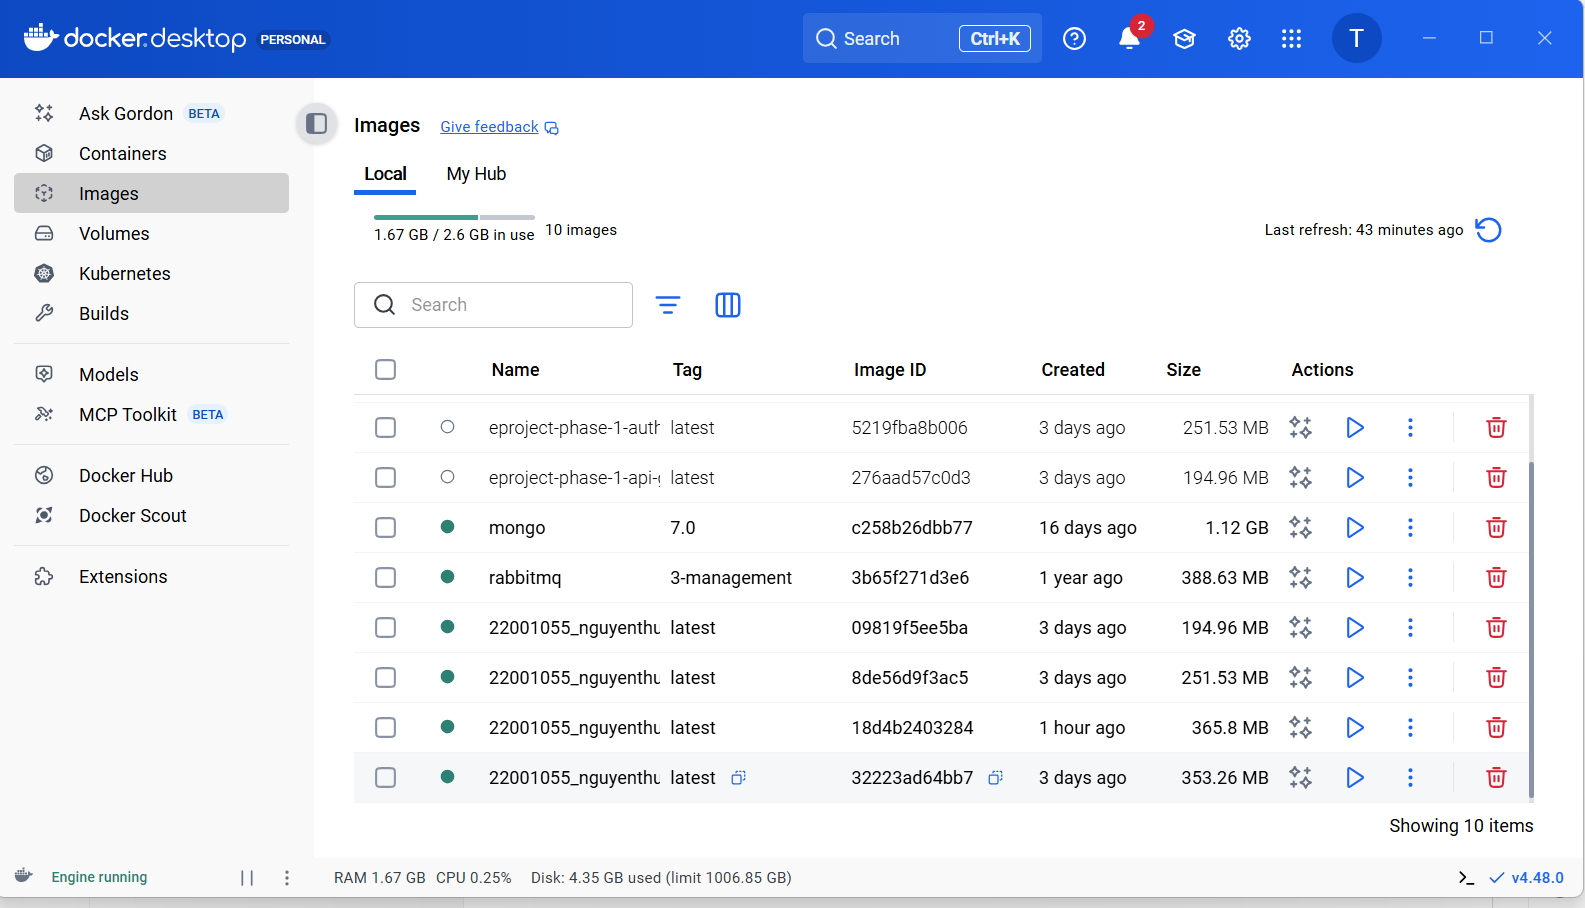 docker.desktop PERSONAL Search Ctrl+K 2 T
Ask Gordon BETA
Containers
Images
Volumes
Kubernetes
Builds
Models
MCP Toolkit BETA
Docker Hub
Docker Scout
Extensions
Images Give feedback
Local My Hub
1.67 GB / 2.6 GB in use 10 images Last refresh: 43 minutes ago
Search
Name Tag Image ID Created Size Actions
eproject-phase-1-auth latest 5219fba8b006 3 days ago 251.53 MB
eproject-phase-1-api-g latest 276aad57c0d3 3 days ago 194.96 MB
mongo 7.0 c258b26dbb77 16 days ago 1.12 GB
rabbitmq 3-management 3b65f271d3e6 1 year ago 388.63 MB
22001055_nguyenthu latest 09819f5ee5ba 3 days ago 194.96 MB
22001055_nguyenthu latest 8de56d9f3ac5 3 days ago 251.53 MB
22001055_nguyenthu latest 18d4b2403284 1 hour ago 365.8 MB
22001055_nguyenthu latest 32223ad64bb7 3 days ago 353.26 MB
Showing 10 items
Engine running RAM 1.67 GB CPU 0.25% Disk: 4.35 GB used (limit 1006.85 GB) v4.48.0